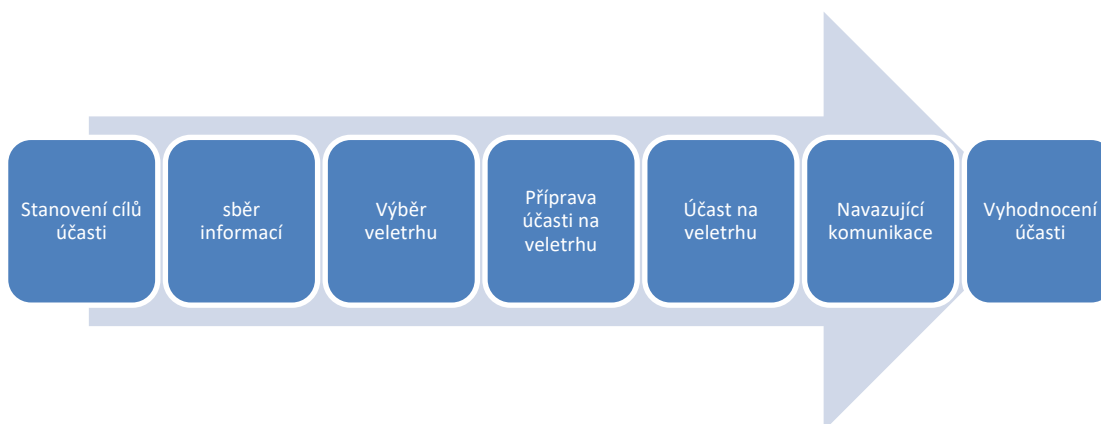 Stanovení cílů
účasti
sběr
informací
Výběr
veletrhu
Příprava
účasti na
veletrhu
Účast na
veletrhu
Navazující
komunikace
Vyhodnocení
účasti